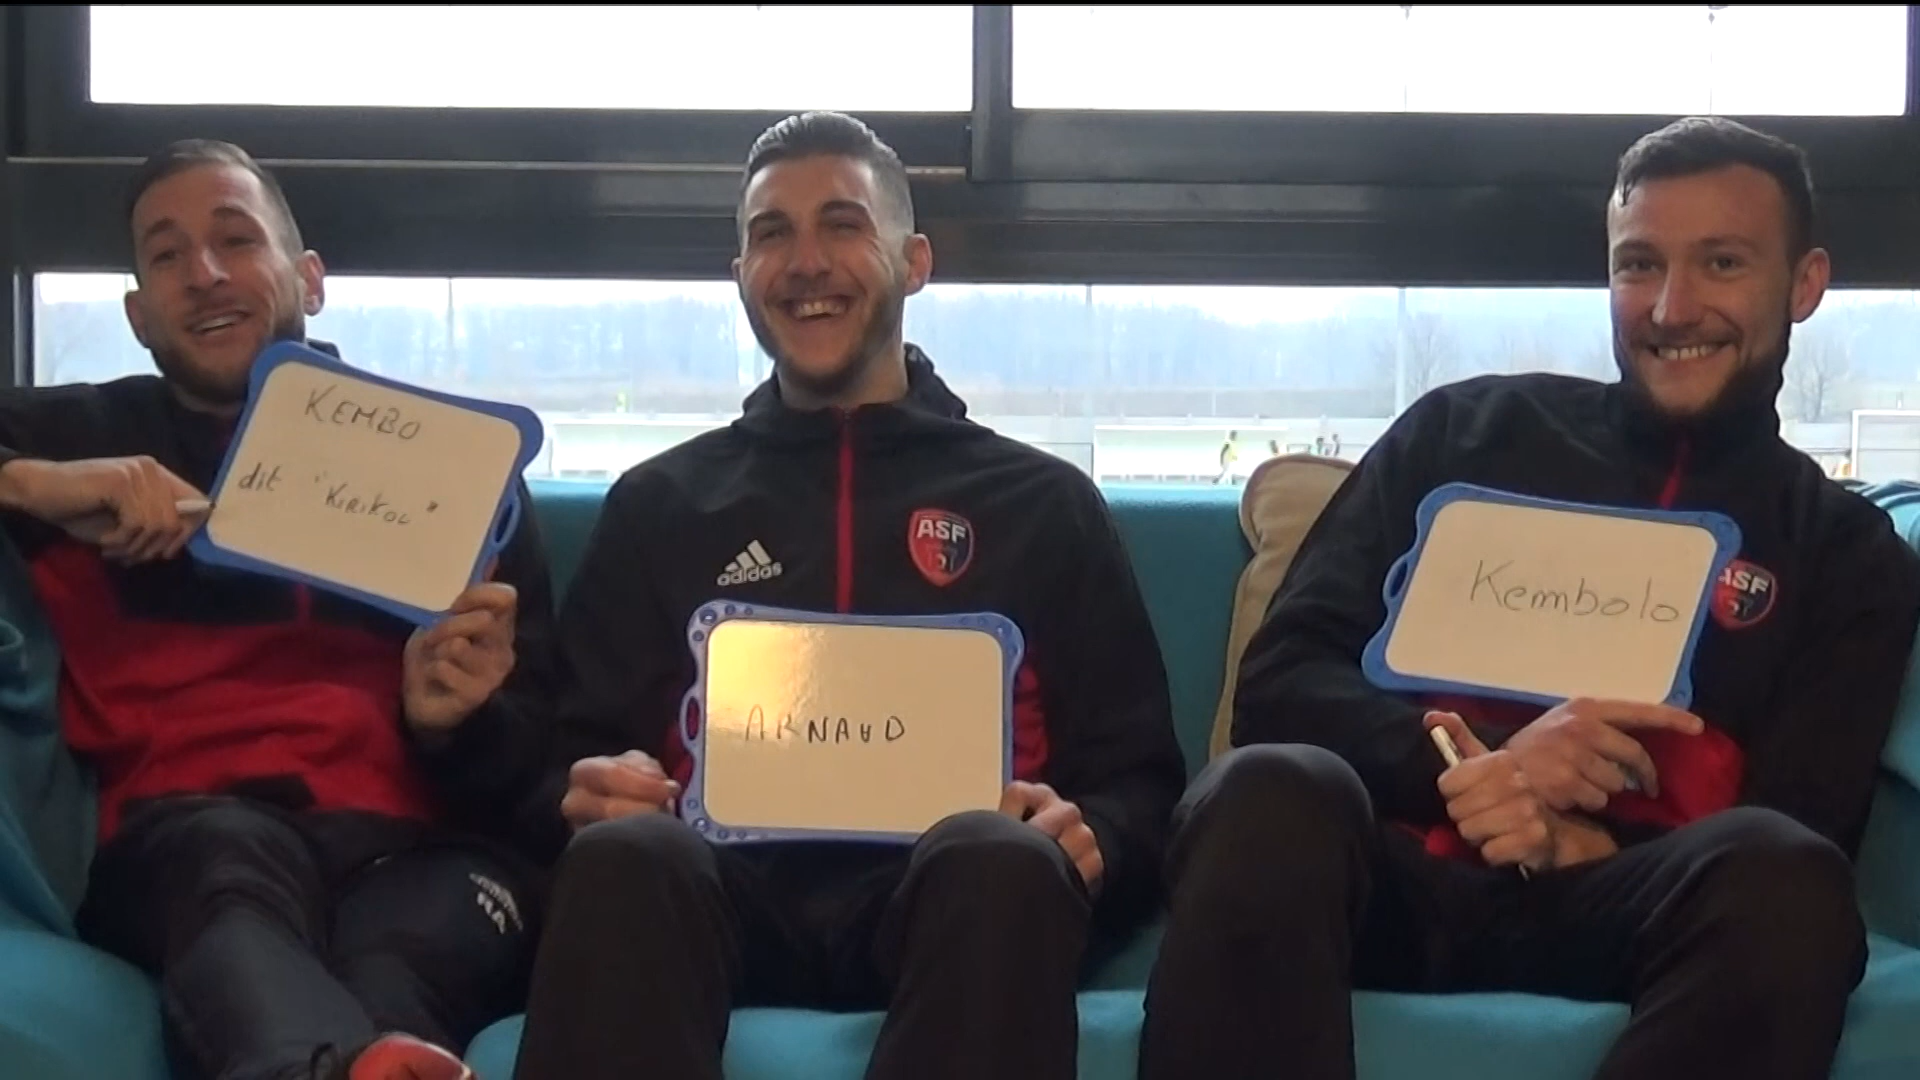 KEMBO
dit "KIRIKOU"
adidas
ASF
ARNAUD
Kembolo
ASF